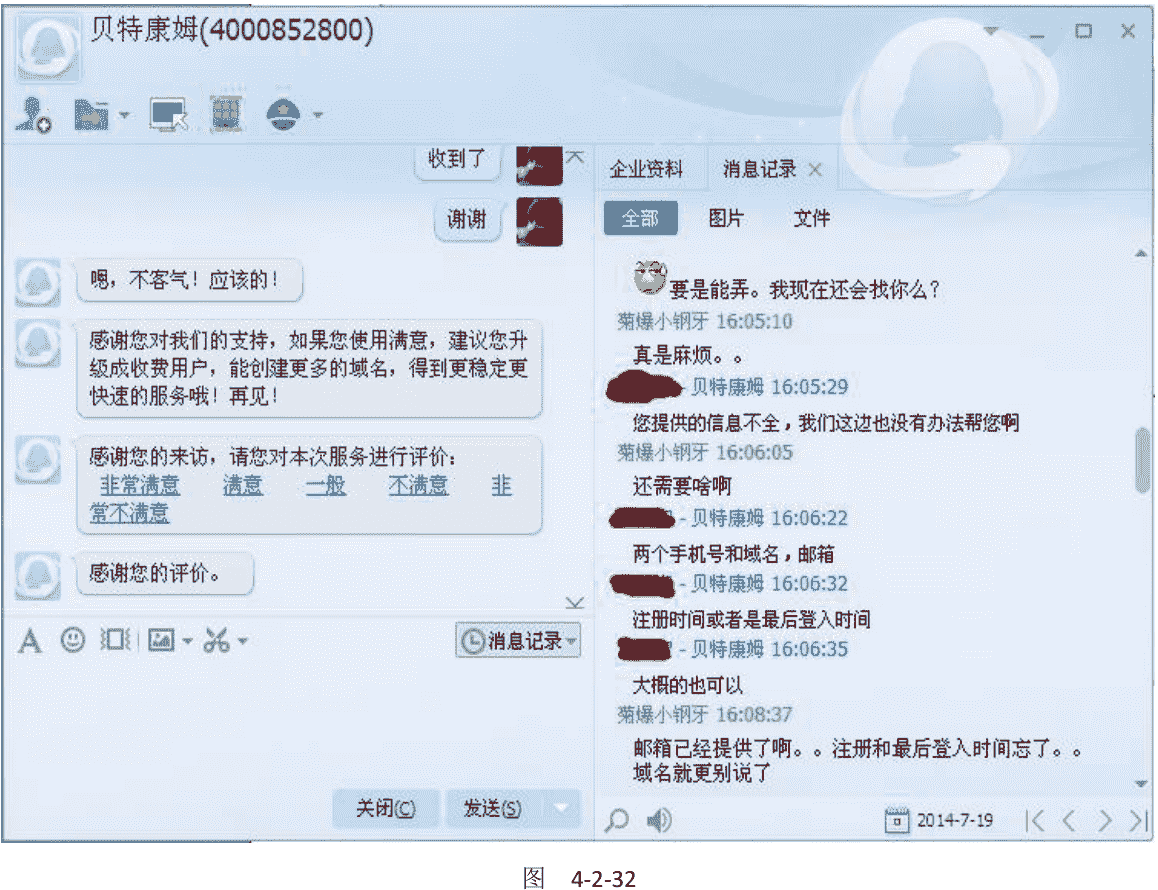 贝特康姆(4000852800)
收到了
谢谢
嗯，不客气！应该的！
感谢您对我们的支持，如果您使用满意，建议您升
级成收费用户，能创建更多的域名，得到更稳定更
快速的服务哦！再见！
感谢您的来访，请您对本次服务进行评价：
非常满意 满意 一般 不满意 非
常不满意
感谢您的评价。
消息记录
关闭(C) 发送(S)
企业资料 消息记录
全部 图片 文件
要是能弄。我现在还会找你么？
菊爆小钢牙 16:05:10
真是麻烦。。
- 贝特康姆 16:05:29
您提供的信息不全，我们这边也没有办法帮您啊
菊爆小钢牙 16:06:05
还需要啥啊
- 贝特康姆 16:06:22
两个手机号和域名，邮箱
- 贝特康姆 16:06:32
注册时间或者是最后登入时间
- 贝特康姆 16:06:35
大概的也可以
菊爆小钢牙 16:08:37
邮箱已经提供了啊。。注册和最后登入时间忘了。。
域名就更别说了
2014-7-19
图 4-2-32